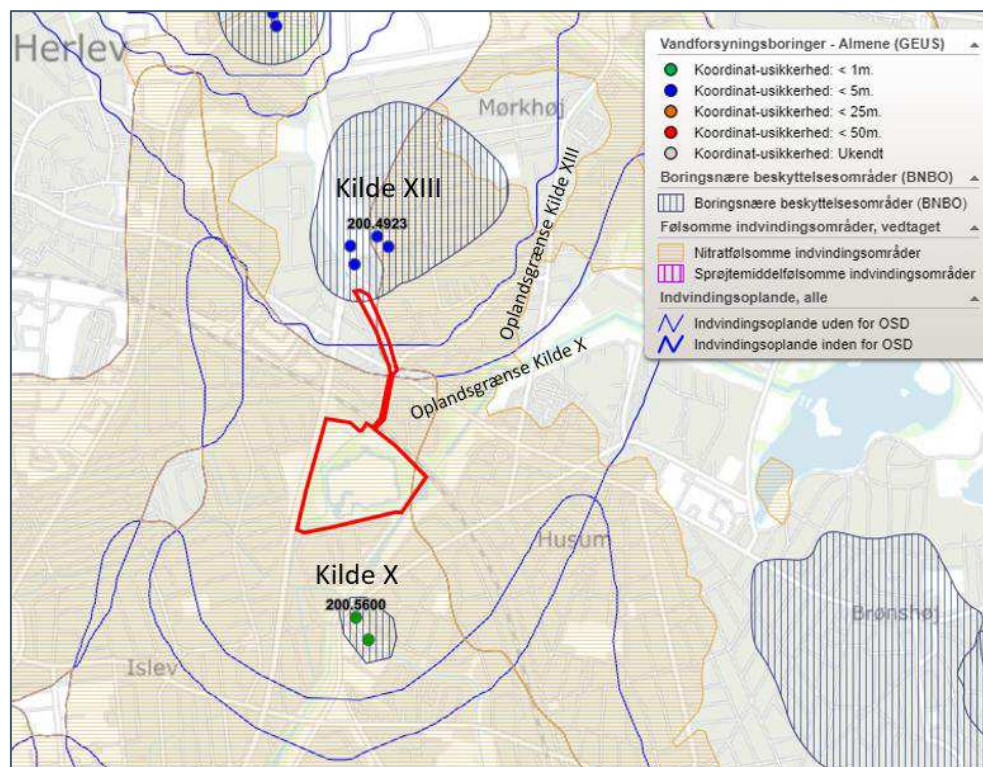 Herlev
Mørkhøj
Kilde XIII
200.4923
Oplandsgrænse Kilde XIII
Oplandsgrænse Kilde X
Husum
Kilde X
200.5600
Islev
Brønshøj
Vandforsyningsboringer - Almene (GEUS)
Koordinat-usikkerhed: < 1m.
Koordinat-usikkerhed: < 5m.
Koordinat-usikkerhed: < 25m.
Koordinat-usikkerhed: < 50m.
Koordinat-usikkerhed: Ukendt
Boringsnære beskyttelsesområder (BNBO)
Boringsnære beskyttelsesområder (BNBO)
Følsomme indvindingsområder, vedtaget
Nitratfølsomme indvindingsområder
Sprøjtemiddelfølsomme indvindingsområder
Indvindingsoplande, alle
Indvindingsoplande uden for OSD
Indvindingsoplande inden for OSD